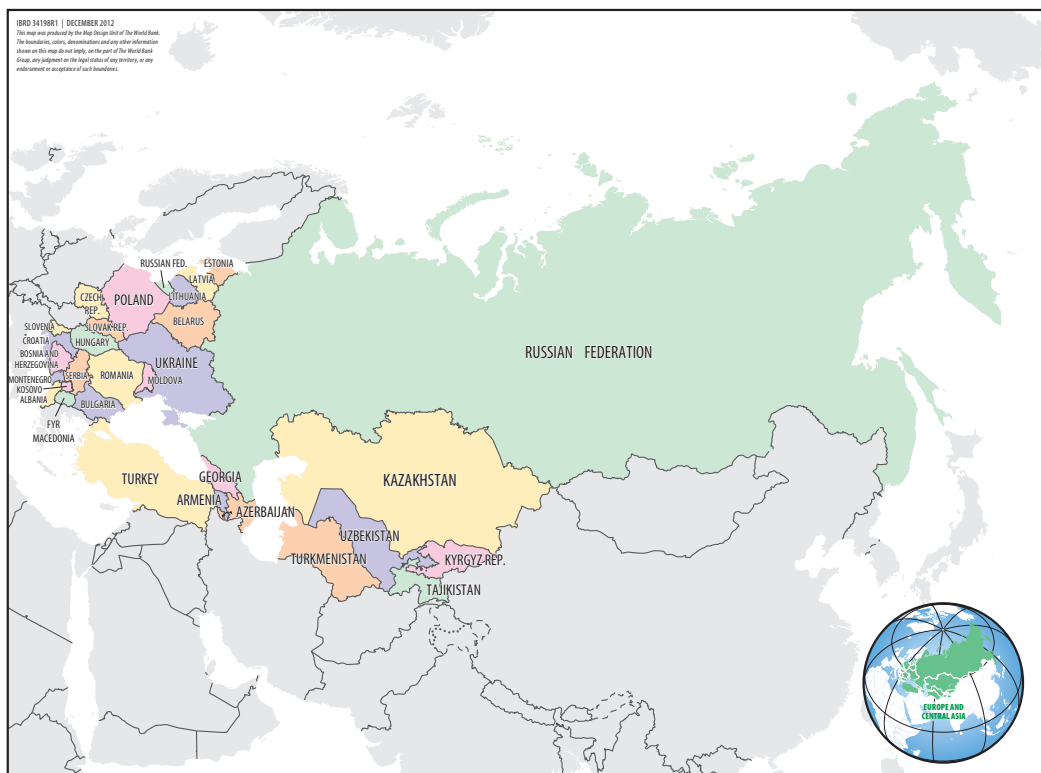 IBRD 34198R1 | DECEMBER 2012
This map was produced by the Map Design Unit of The World Bank.
The boundaries, colors, denominations and any other information
shown on this map do not imply, on the part of The World Bank
Group, any judgment on the legal status of any territory, or any
endorsement or acceptance of such boundaries.
RUSSIAN FED.
ESTONIA
LATVIA
LITHUANIA
CZECH
REP.
POLAND
BELARUS
SLOVENIA
SLOVAK REP.
CROATIA
HUNGARY
BOSNIA AND
HERZEGOVINA
UKRAINE
RUSSIAN FEDERATION
MONTENEGRO
SERBIA
ROMANIA
MOLDOVA
KOSOVO
ALBANIA
BULGARIA
FYR
MACEDONIA
TURKEY
GEORGIA
KAZAKHSTAN
ARMENIA
AZERBAIJAN
UZBEKISTAN
TURKMENISTAN
KYRGYZ REP.
TAJIKISTAN
EUROPE AND
CENTRAL ASIA